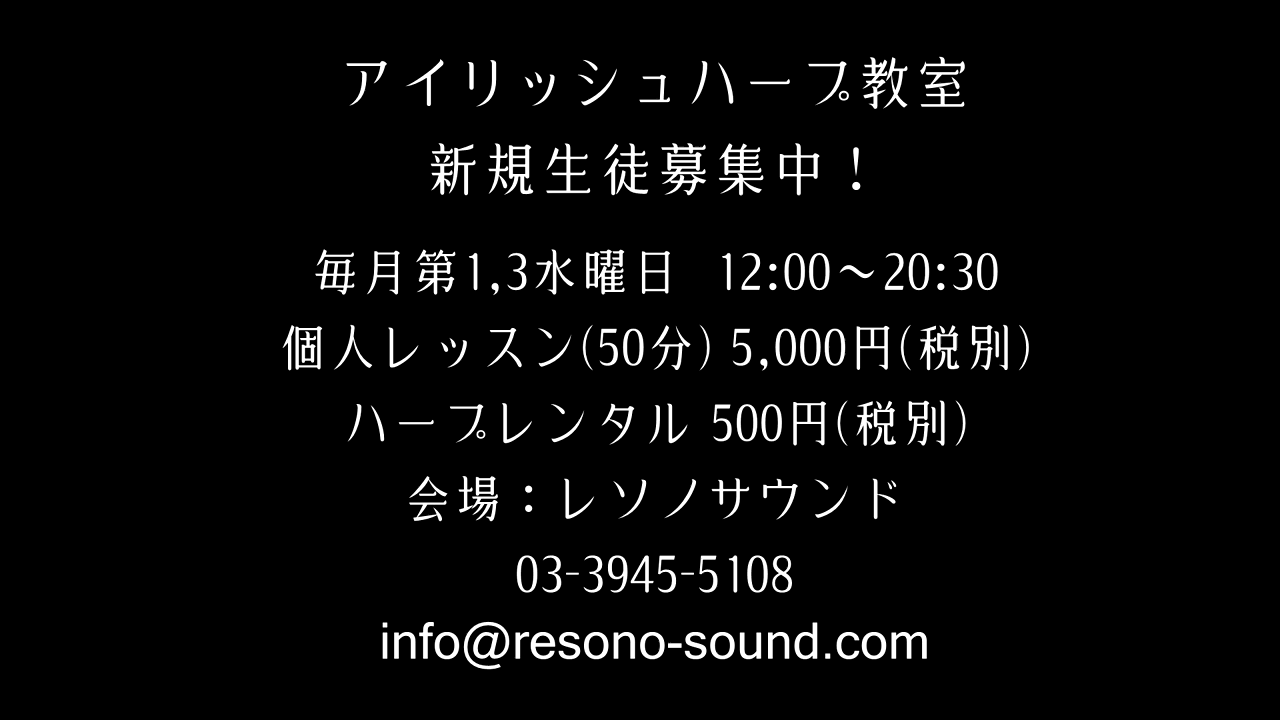 アイリッシュハープ教室
新規生徒募集中！
毎月第1,3水曜日 12:00～20:30
個人レッスン(50分) 5,000円(税別)
ハープレンタル 500円(税別)
会場：レソノサウンド
03-3945-5108
info@resono-sound.com